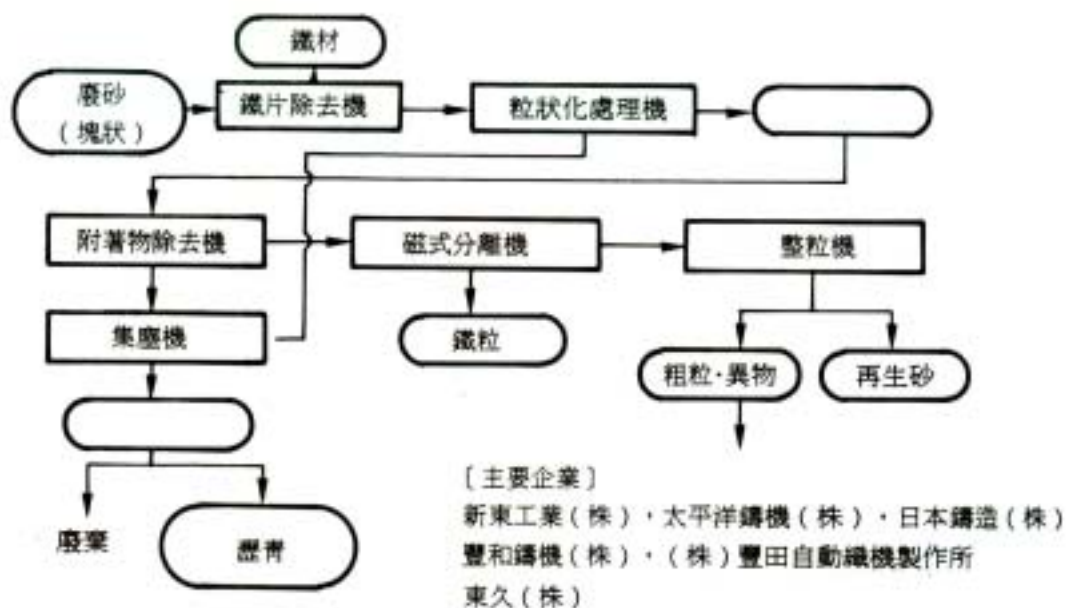 鐵材
廢砂
(塊狀)
鐵片除去機
粒狀化處理機
附著物除去機
磁式分離機
整粒機
集塵機
鐵粒
粗粒·異物
再生砂
廢棄
瀝青
〔主要企業〕
新東工業(株),太平洋鑄機(株),日本鑄造(株)
豐和鑄機(株),(株)豐田自動織機製作所
東久(株)